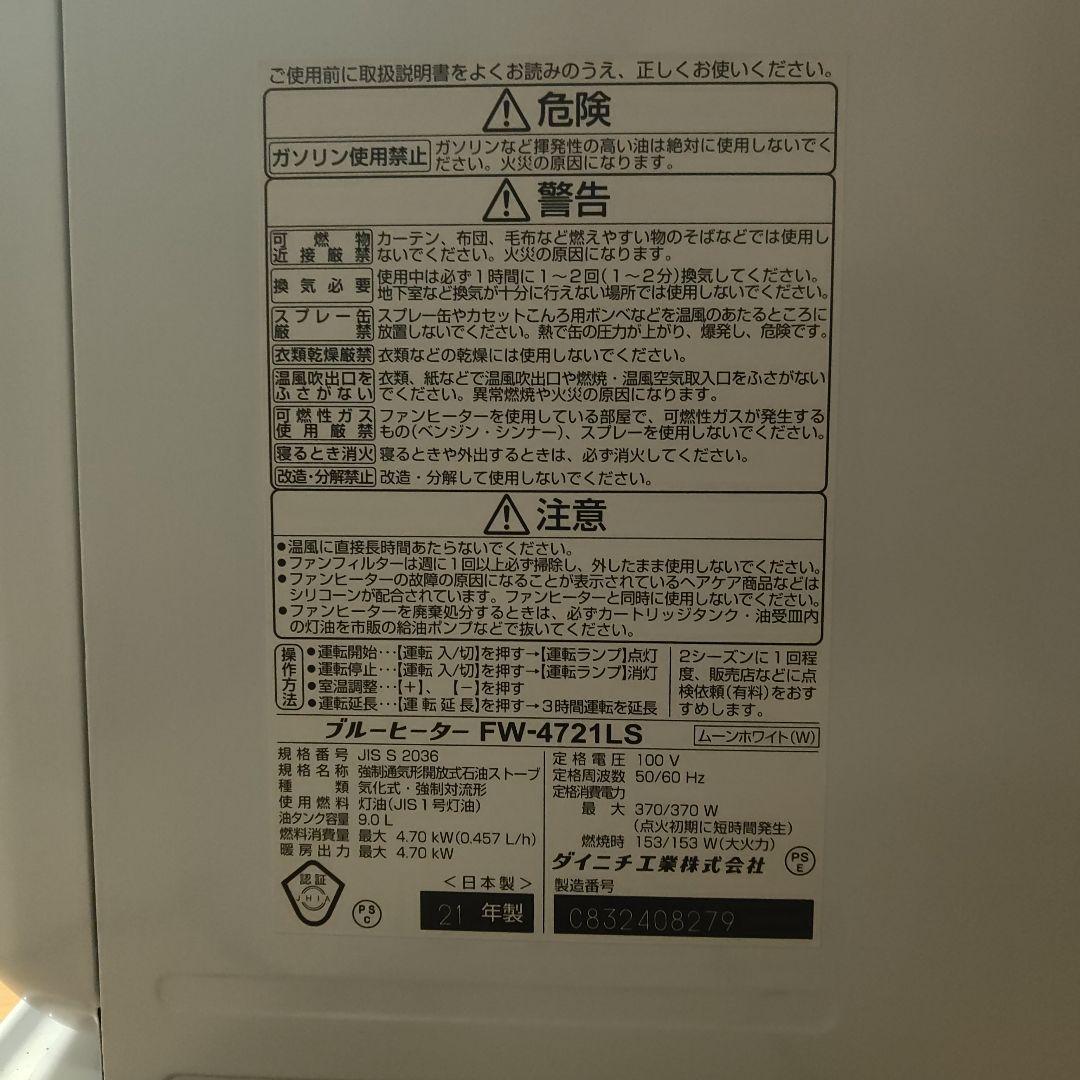 ご使用前に取扱説明書をよくお読みのうえ、正しくお使いください。
危険
ガソリン使用禁止
ガソリンなど揮発性の高い油は絶対に使用しないでく
ださい。火災の原因になります。
警告
可燃物
近接厳禁
カーテン、布団、毛布など燃えやすい物のそばなどでは使用し
ないでください。火災の原因になります。
換気必要
使用中は必ず1時間に1～2回(1～2分)換気してください。
地下室など換気が十分に行えない場所では使用しないでください。
スプレー缶
厳禁
スプレー缶やカセットこんろ用ボンベなどを温風のあたるところに
放置しないでください。熱で缶の圧力が上がり、爆発し、危険です。
衣類乾燥厳禁
衣類などの乾燥には使用しないでください。
温風吹出口を
ふさがない
衣類、紙などで温風吹出口や燃焼・温風空気取入口をふさがない
でください。異常燃焼や火災の原因になります。
可燃性ガス
使用厳禁
ファンヒーターを使用している部屋で、可燃性ガスが発生する
もの(ベンジン・シンナー)、スプレーを使用しないでください。
寝るとき消火
寝るときや外出するときは、必ず消火してください。
改造・分解禁止
改造・分解して使用しないでください。
注意
●温風に直接長時間あたらないでください。
●ファンフィルターは週に1回以上必ず掃除し、外したまま使用しないでください。
●ファンヒーターの故障の原因になることが表示されているヘアケア商品などは
シリコーンが配合されています。ファンヒーターと同時に使用しないでください。
●ファンヒーターを廃棄処分するときは、必ずカートリッジタンク・油受皿内
の灯油を市販の給油ポンプなどで抜いてください。
操作方法
●運転開始…【運転 入/切】を押す→【運転ランプ】点灯
●運転停止…【運転 入/切】を押す→【運転ランプ】消灯
●室温調整…【+】、【-】を押す
●運転延長…【運転延長】を押す→3時間運転を延長
2シーズンに1回程
度、販売店などに点
検依頼(有料)をおす
すめします。
ブルーヒーター FW-4721LS
ムーンホワイト(W)
規格番号 JIS S 2036
規格名称 強制通気形開放式石油ストーブ
種類 気化式・強制対流形
使用燃料 灯油(JIS1号灯油)
油タンク容量 9.0 L
燃料消費量 最大 4.70 kW(0.457 L/h)
暖房出力 最大 4.70 kW
認証
JHIA
PS
C
<日本製>
21 年製
定格電圧 100 V
定格周波数 50/60 Hz
定格消費電力
最大 370/370 W
(点火初期に短時間発生)
燃焼時 153/153 W(大火力)
ダイニチ工業株式会社
PS
E
製造番号
C832408279